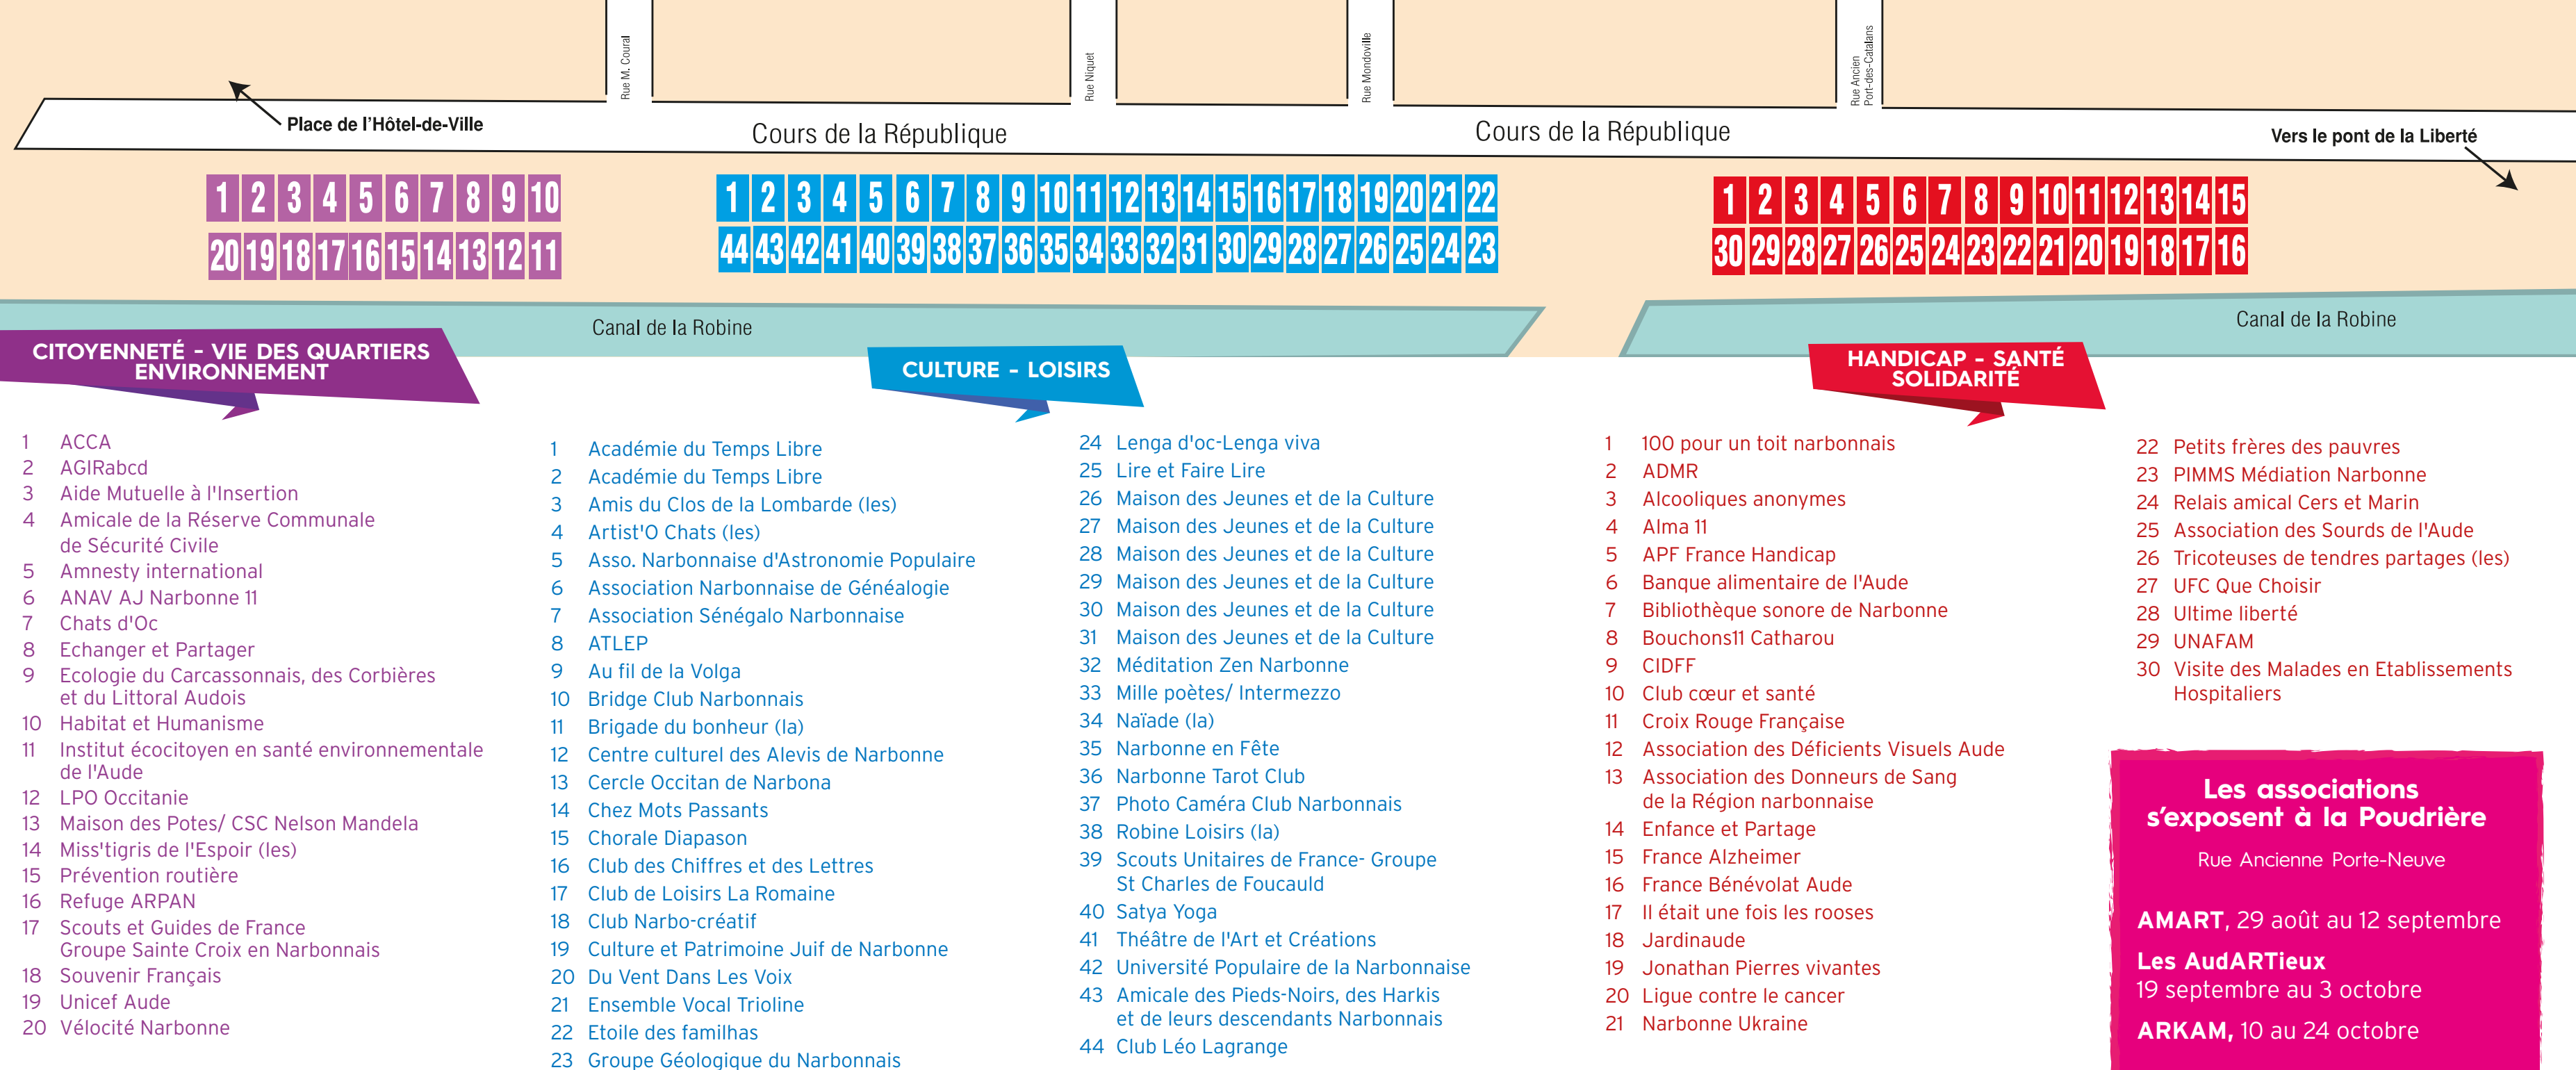 Rue M. Coural
Rue Niquet
Rue Mondoville
Rue Ancien
Port-des-Catalans
Place de l'Hôtel-de-Ville
Cours de la République
Cours de la République
Vers le pont de la Liberté
1 2 3 4 5 6 7 8 9 10
20 19 18 17 16 15 14 13 12 11
1 2 3 4 5 6 7 8 9 10 11 12 13 14 15 16 17 18 19 20 21 22
44 43 42 41 40 39 38 37 36 35 34 33 32 31 30 29 28 27 26 25 24 23
1 2 3 4 5 6 7 8 9 10 11 12 13 14 15
30 29 28 27 26 25 24 23 22 21 20 19 18 17 16
Canal de la Robine
Canal de la Robine
CITOYENNETÉ - VIE DES QUARTIERS
ENVIRONNEMENT
1 ACCA
2 AGIRabcd
3 Aide Mutuelle à l'Insertion
4 Amicale de la Réserve Communale
de Sécurité Civile
5 Amnesty international
6 ANAV AJ Narbonne 11
7 Chats d'Oc
8 Echanger et Partager
9 Ecologie du Carcassonnais, des Corbières
et du Littoral Audois
10 Habitat et Humanisme
11 Institut écocitoyen en santé environnementale
de l'Aude
12 LPO Occitanie
13 Maison des Potes/ CSC Nelson Mandela
14 Miss'tigris de l'Espoir (les)
15 Prévention routière
16 Refuge ARPAN
17 Scouts et Guides de France
Groupe Sainte Croix en Narbonnais
18 Souvenir Français
19 Unicef Aude
20 Vélocité Narbonne
CULTURE - LOISIRS
1 Académie du Temps Libre
2 Académie du Temps Libre
3 Amis du Clos de la Lombarde (les)
4 Artist'O Chats (les)
5 Asso. Narbonnaise d'Astronomie Populaire
6 Association Narbonnaise de Généalogie
7 Association Sénégalo Narbonnaise
8 ATLEP
9 Au fil de la Volga
10 Bridge Club Narbonnais
11 Brigade du bonheur (la)
12 Centre culturel des Alevis de Narbonne
13 Cercle Occitan de Narbona
14 Chez Mots Passants
15 Chorale Diapason
16 Club des Chiffres et des Lettres
17 Club de Loisirs La Romaine
18 Club Narbo-créatif
19 Culture et Patrimoine Juif de Narbonne
20 Du Vent Dans Les Voix
21 Ensemble Vocal Trioline
22 Etoile des familhas
23 Groupe Géologique du Narbonnais
24 Lenga d'oc-Lenga viva
25 Lire et Faire Lire
26 Maison des Jeunes et de la Culture
27 Maison des Jeunes et de la Culture
28 Maison des Jeunes et de la Culture
29 Maison des Jeunes et de la Culture
30 Maison des Jeunes et de la Culture
31 Maison des Jeunes et de la Culture
32 Méditation Zen Narbonne
33 Mille poètes/ Intermezzo
34 Naïade (la)
35 Narbonne en Fête
36 Narbonne Tarot Club
37 Photo Caméra Club Narbonnais
38 Robine Loisirs (la)
39 Scouts Unitaires de France- Groupe
St Charles de Foucauld
40 Satya Yoga
41 Théâtre de l'Art et Créations
42 Université Populaire de la Narbonnaise
43 Amicale des Pieds-Noirs, des Harkis
et de leurs descendants Narbonnais
44 Club Léo Lagrange
HANDICAP - SANTÉ
SOLIDARITÉ
1 100 pour un toit narbonnais
2 ADMR
3 Alcooliques anonymes
4 Alma 11
5 APF France Handicap
6 Banque alimentaire de l'Aude
7 Bibliothèque sonore de Narbonne
8 Bouchons11 Catharou
9 CIDFF
10 Club cœur et santé
11 Croix Rouge Française
12 Association des Déficients Visuels Aude
13 Association des Donneurs de Sang
de la Région narbonnaise
14 Enfance et Partage
15 France Alzheimer
16 France Bénévolat Aude
17 Il était une fois les rooses
18 Jardinaude
19 Jonathan Pierres vivantes
20 Ligue contre le cancer
21 Narbonne Ukraine
22 Petits frères des pauvres
23 PIMMS Médiation Narbonne
24 Relais amical Cers et Marin
25 Association des Sourds de l'Aude
26 Tricoteuses de tendres partages (les)
27 UFC Que Choisir
28 Ultime liberté
29 UNAFAM
30 Visite des Malades en Etablissements
Hospitaliers
Les associations
s'exposent à la Poudrière
Rue Ancienne Porte-Neuve
AMART, 29 août au 12 septembre
Les AudARTieux
19 septembre au 3 octobre
ARKAM, 10 au 24 octobre